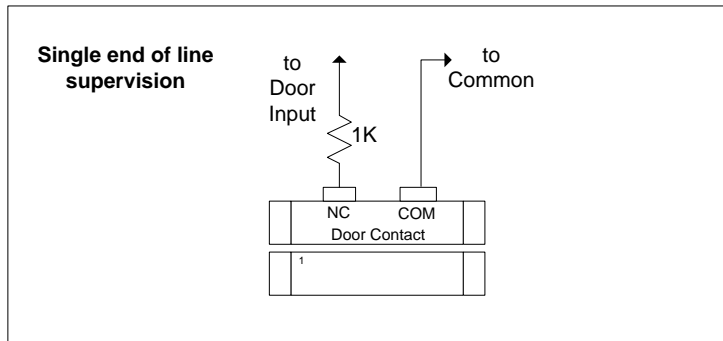 Single end of line
supervision
to
Door
Input
to
Common
1K
NC
COM
Door Contact
1